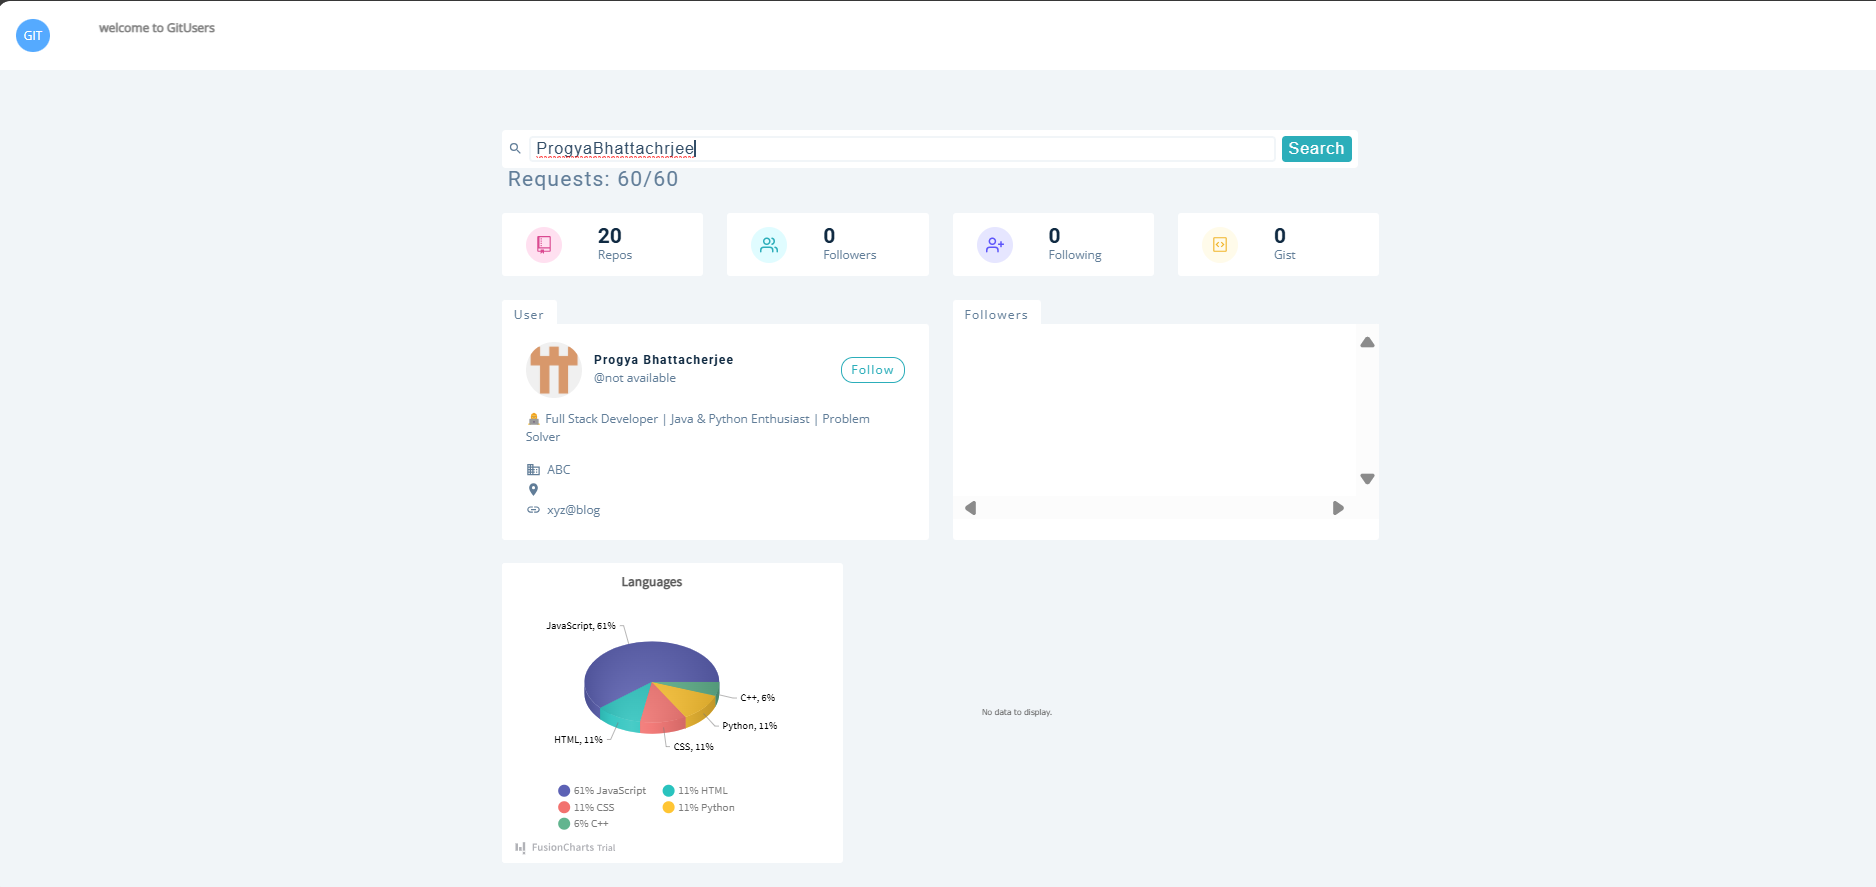 GIT
welcome to GitUsers
ProgyaBhattachrjee
Search
Requests: 60/60
20
Repos
0
Followers
0
Following
0
Gist
User
Progya Bhattacherjee
@not available
Follow
Full Stack Developer | Java & Python Enthusiast | Problem
Solver
ABC
xyz@blog
Followers
Languages
JavaScript, 61%
C++, 6%
Python, 11%
HTML, 11%
CSS, 11%
61% JavaScript
11% HTML
11% CSS
11% Python
6% C++
FusionCharts Trial
No data to display.